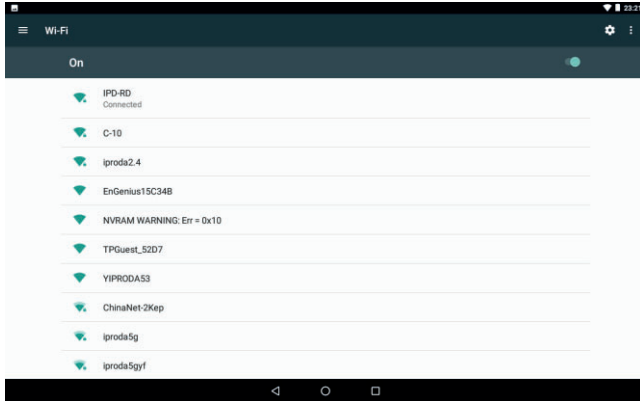 23:21
Wi-Fi
On
IPD-RD
Connected
C-10
iproda2.4
EnGenius15C34B
NVRAM WARNING: Err = 0x10
TPGuest_52D7
YIPRODA53
ChinaNet-2Kep
iproda5g
iproda5gyf